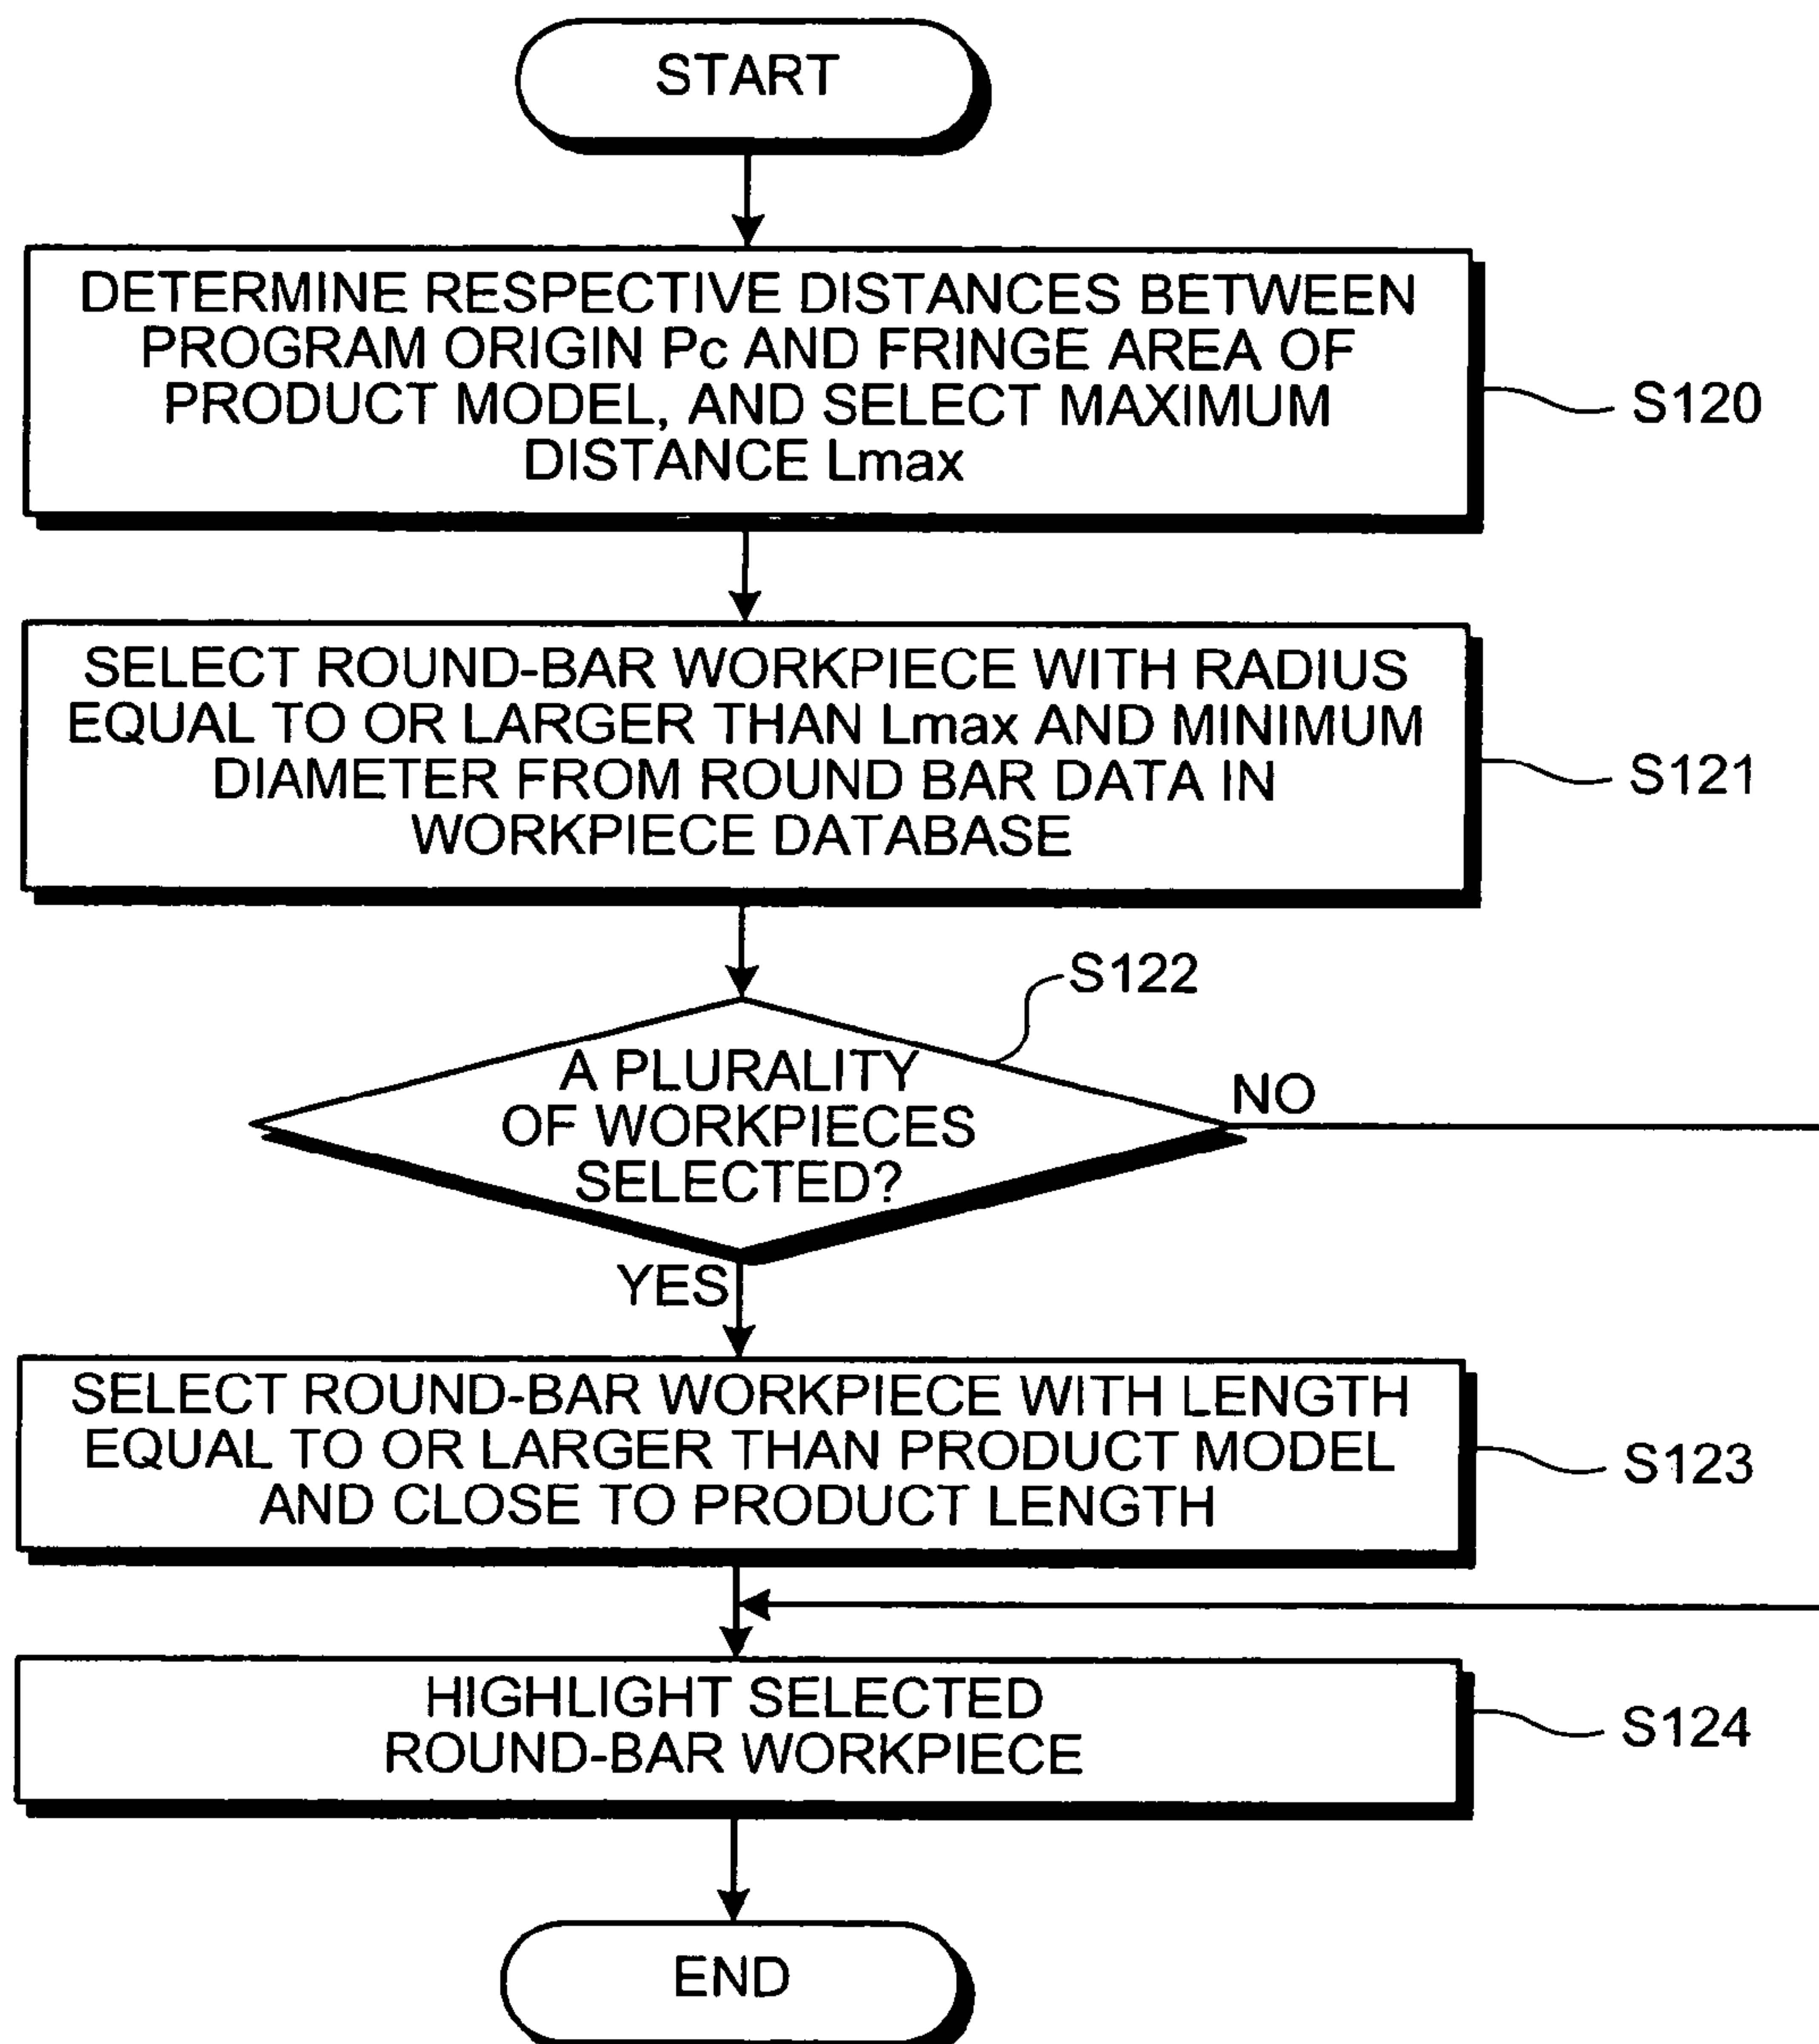 START
DETERMINE RESPECTIVE DISTANCES BETWEEN
PROGRAM ORIGIN Pc AND FRINGE AREA OF
PRODUCT MODEL, AND SELECT MAXIMUM
DISTANCE Lmax
S120
SELECT ROUND-BAR WORKPIECE WITH RADIUS
EQUAL TO OR LARGER THAN Lmax AND MINIMUM
DIAMETER FROM ROUND BAR DATA IN
WORKPIECE DATABASE
S121
S122
A PLURALITY
OF WORKPIECES
SELECTED?
NO
YES
SELECT ROUND-BAR WORKPIECE WITH LENGTH
EQUAL TO OR LARGER THAN PRODUCT MODEL
AND CLOSE TO PRODUCT LENGTH
S123
HIGHLIGHT SELECTED
ROUND-BAR WORKPIECE
S124
END